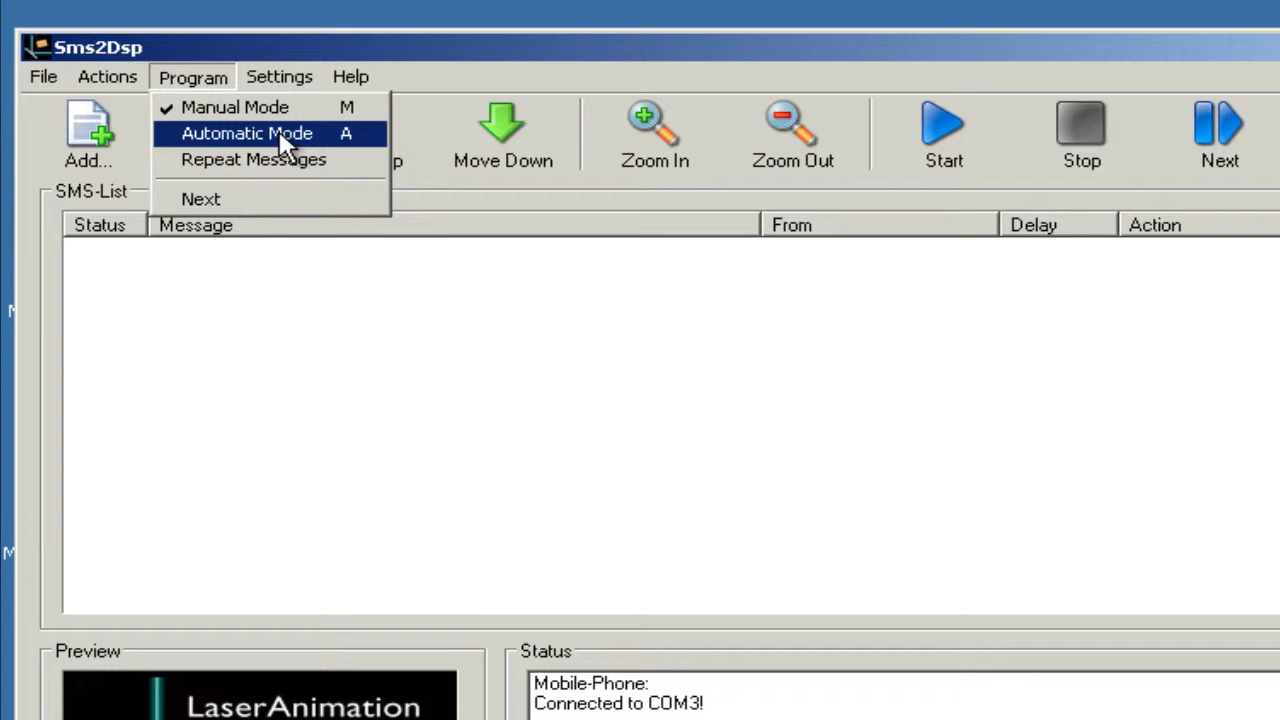 Sms2Dsp
File Actions Program Settings Help
Manual Mode M
Automatic Mode A
Repeat Messages
Next
Add...
Move Down
Zoom In
Zoom Out
Start
Stop
Next
SMS-List
Status Message From Delay Action
Preview
LaserAnimation
Status
Mobile-Phone:
Connected to COM3!